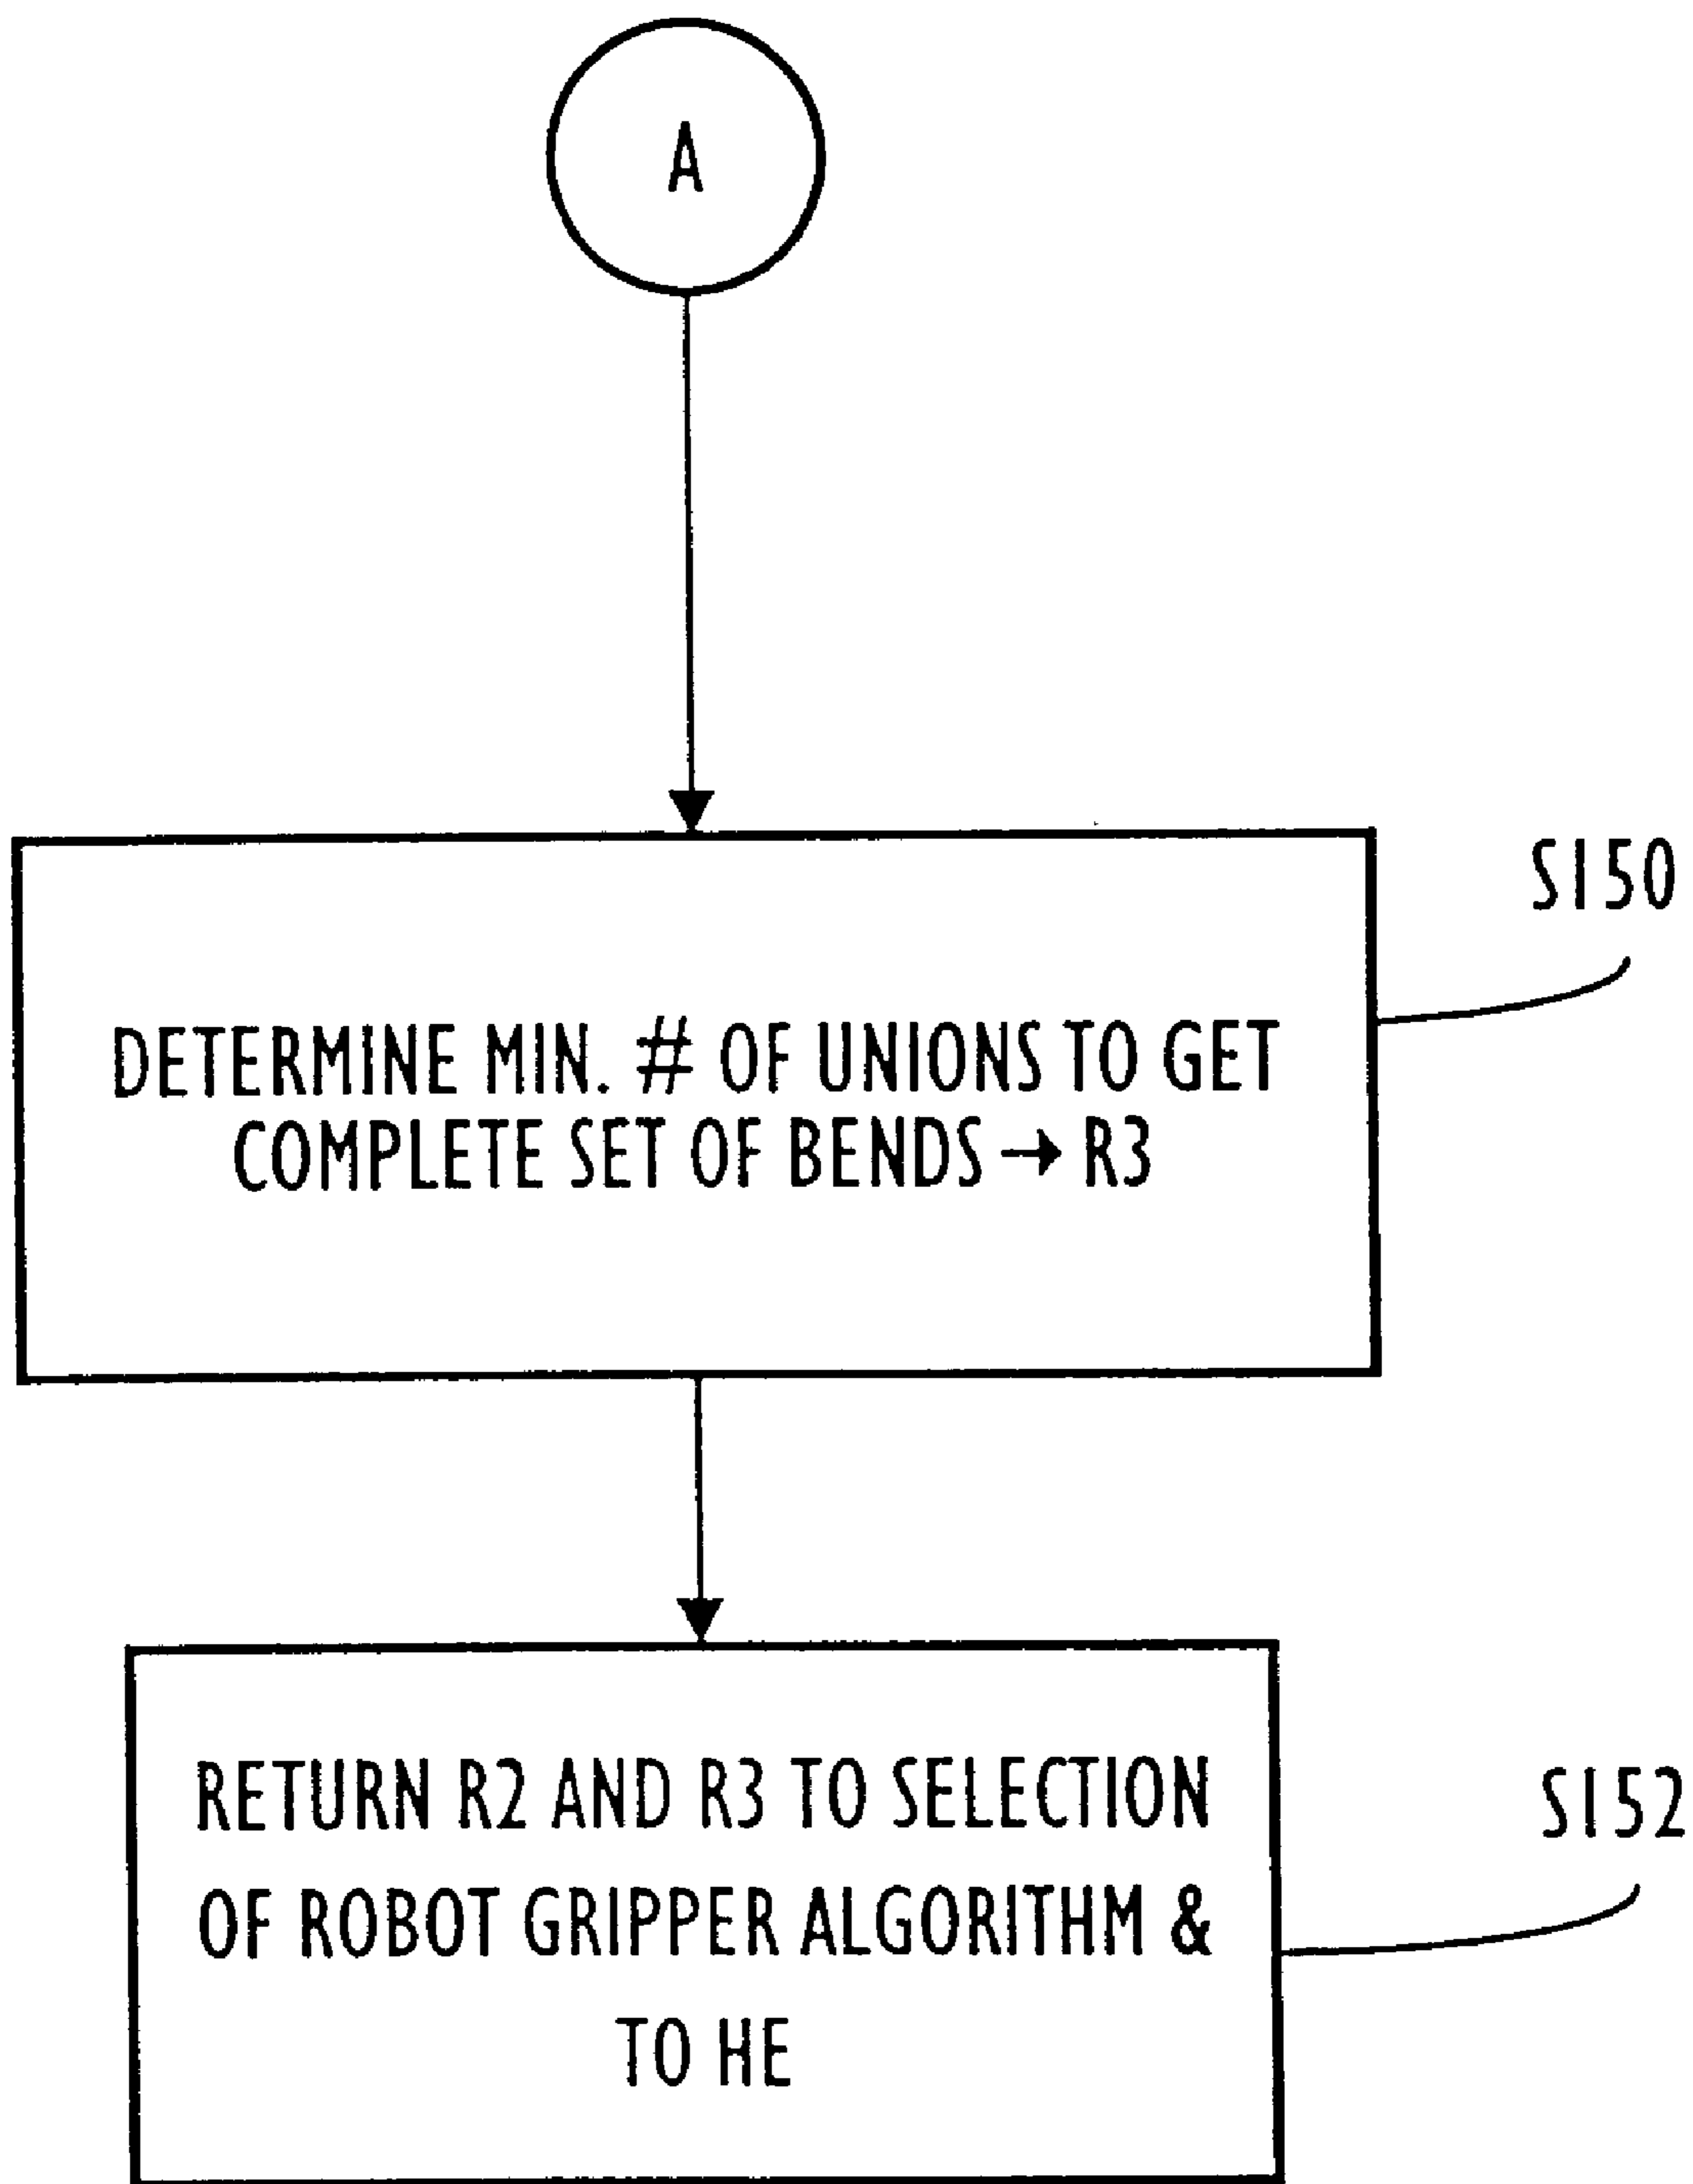 A
S150
DETERMINE MIN. # OF UNIONS TO GET
COMPLETE SET OF BENDS → R3
RETURN R2 AND R3 TO SELECTION
OF ROBOT GRIPPER ALGORITHM &
TO HE
S152